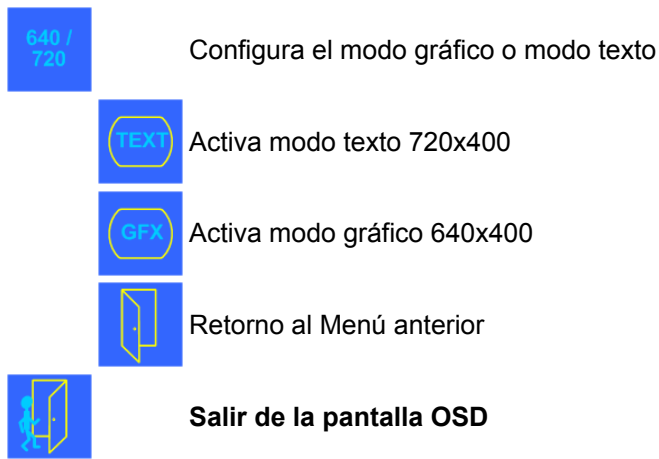 640 /
720
Configura el modo gráfico o modo texto
TEXT
Activa modo texto 720x400
GFX
Activa modo gráfico 640x400
Retorno al Menú anterior
Salir de la pantalla OSD